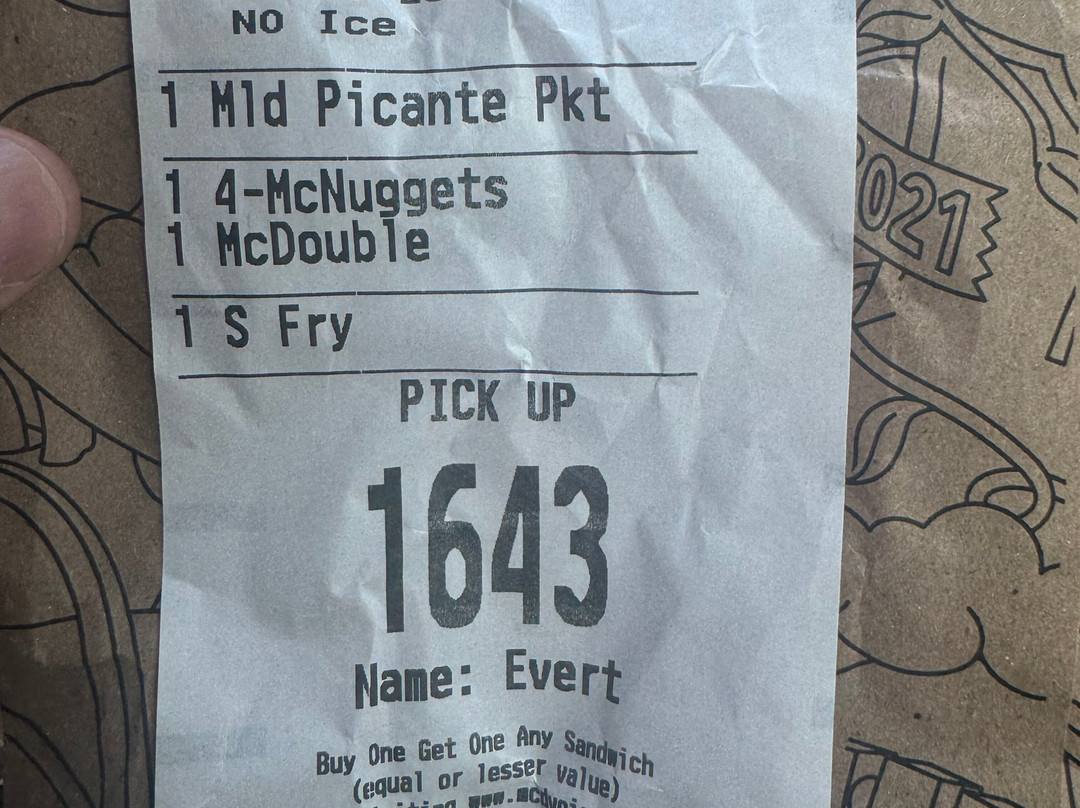 NO Ice
1 Mld Picante Pkt
1 4-McNuggets
1 McDouble
1 S Fry
PICK UP
1643
Name: Evert
Buy One Get One Any Sandwich
(equal or lesser value)
021